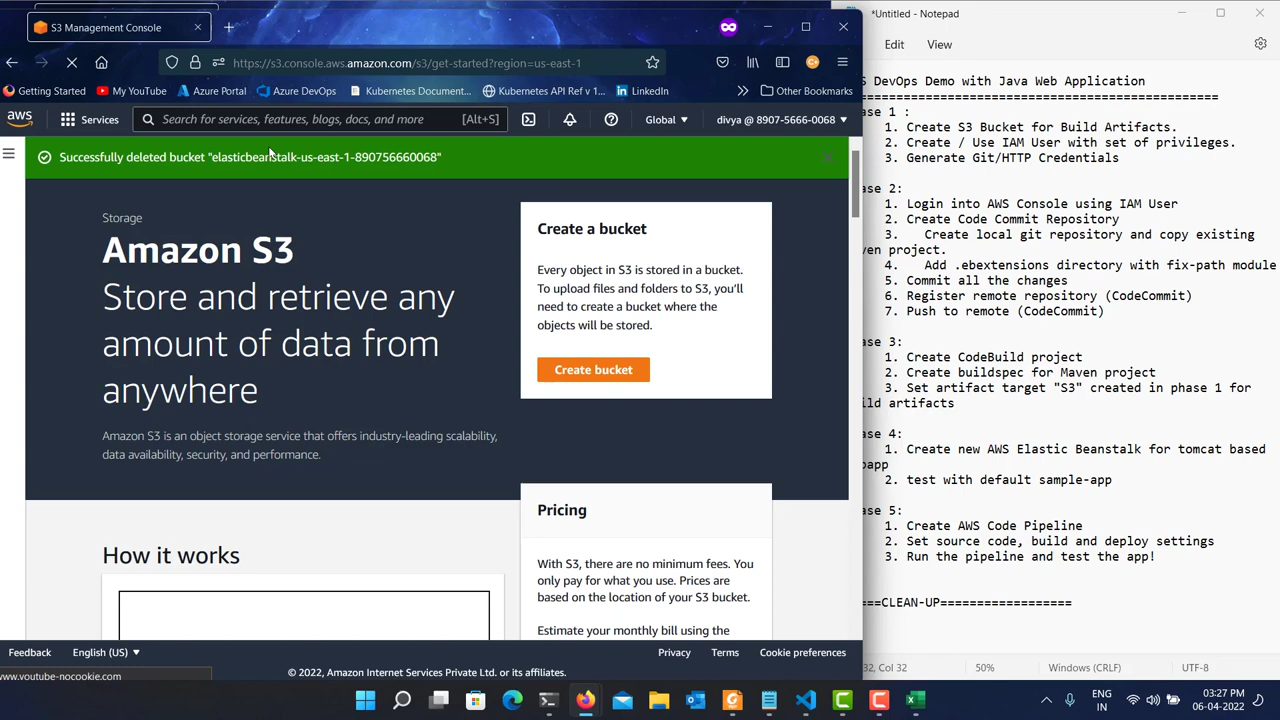 S3 Management Console
*Untitled - Notepad
https://s3.console.aws.amazon.com/s3/get-started?region=us-east-1
Edit
View
Getting Started
My YouTube
Azure Portal
Azure DevOps
Kubernetes Document...
Kubernetes API Ref v 1...
LinkedIn
Other Bookmarks
aws
Services
Search for services, features, blogs, docs, and more
[Alt+S]
Global
divya @ 8907-5666-0068
Successfully deleted bucket "elasticbeanstalk-us-east-1-890756660068"
Storage
Amazon S3
Store and retrieve any
amount of data from
anywhere
Amazon S3 is an object storage service that offers industry-leading scalability,
data availability, security, and performance.
Create a bucket
Every object in S3 is stored in a bucket.
To upload files and folders to S3, you'll
need to create a bucket where the
objects will be stored.
Create bucket
Pricing
With S3, there are no minimum fees. You
only pay for what you use. Prices are
based on the location of your S3 bucket.
Estimate your monthly bill using the
How it works
Feedback
English (US)
Privacy
Terms
Cookie preferences
www.youtube-nocookie.com
© 2022, Amazon Internet Services Private Ltd. or its affiliates.
S DevOps Demo with Java Web Application
==========================================
ase 1 :
1. Create S3 Bucket for Build Artifacts.
2. Create / Use IAM User with set of privileges.
3. Generate Git/HTTP Credentials
ase 2:
1. Login into AWS Console using IAM User
2. Create Code Commit Repository
3. Create local git repository and copy existing
ven project.
4. Add .ebextensions directory with fix-path module
5. Commit all the changes
6. Register remote repository (CodeCommit)
7. Push to remote (CodeCommit)
ase 3:
1. Create CodeBuild project
2. Create buildspec for Maven project
3. Set artifact target "S3" created in phase 1 for
ild artifacts
ase 4:
1. Create new AWS Elastic Beanstalk for tomcat based
bapp
2. test with default sample-app
ase 5:
1. Create AWS Code Pipeline
2. Set source code, build and deploy settings
3. Run the pipeline and test the app!
===CLEAN-UP==================
32, Col 32
50%
Windows (CRLF)
UTF-8
ENG
IN
03:27 PM
06-04-2022